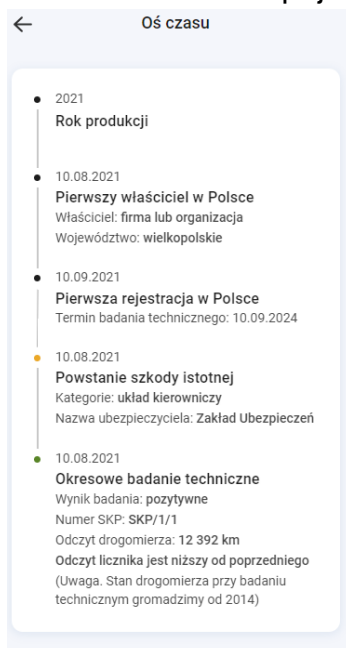 Oś czasu
2021
Rok produkcji
10.08.2021
Pierwszy właściciel w Polsce
Właściciel: firma lub organizacja
Województwo: wielkopolskie
10.09.2021
Pierwsza rejestracja w Polsce
Termin badania technicznego: 10.09.2024
10.08.2021
Powstanie szkody istotnej
Kategorie: układ kierowniczy
Nazwa ubezpieczyciela: Zakład Ubezpieczeń
10.08.2021
Okresowe badanie techniczne
Wynik badania: pozytywne
Numer SKP: SKP/1/1
Odczyt drogomierza: 12 392 km
Odczyt licznika jest niższy od poprzedniego
(Uwaga. Stan drogomierza przy badaniu
technicznym gromadzimy od 2014)